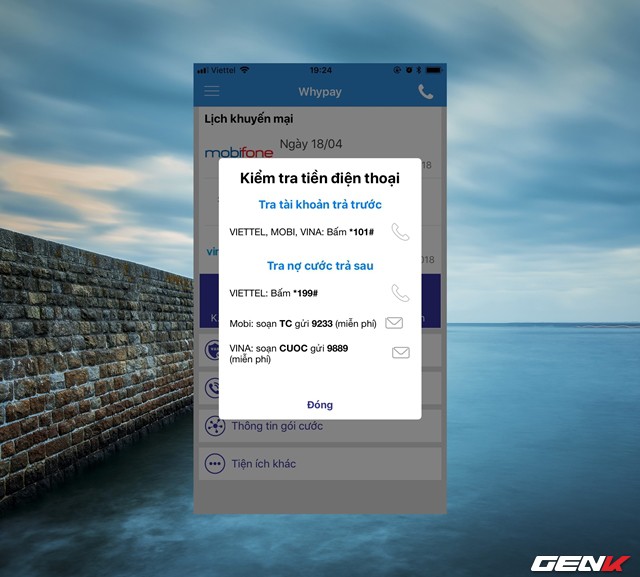 Viettel 19:24
Whypay
Lịch khuyến mại
mobifone
Ngày 18/04
018
Kiểm tra tiền điện thoại
Tra tài khoản trả trước
VIETTEL, MOBI, VINA: Bấm *101#
Tra nợ cước trả sau
VIETTEL: Bấm *199#
Mobi: soạn TC gửi 9233 (miễn phí)
VINA: soạn CUOC gửi 9889
(miễn phí)
Đóng
Thông tin gói cước
Tiện ích khác
GENK